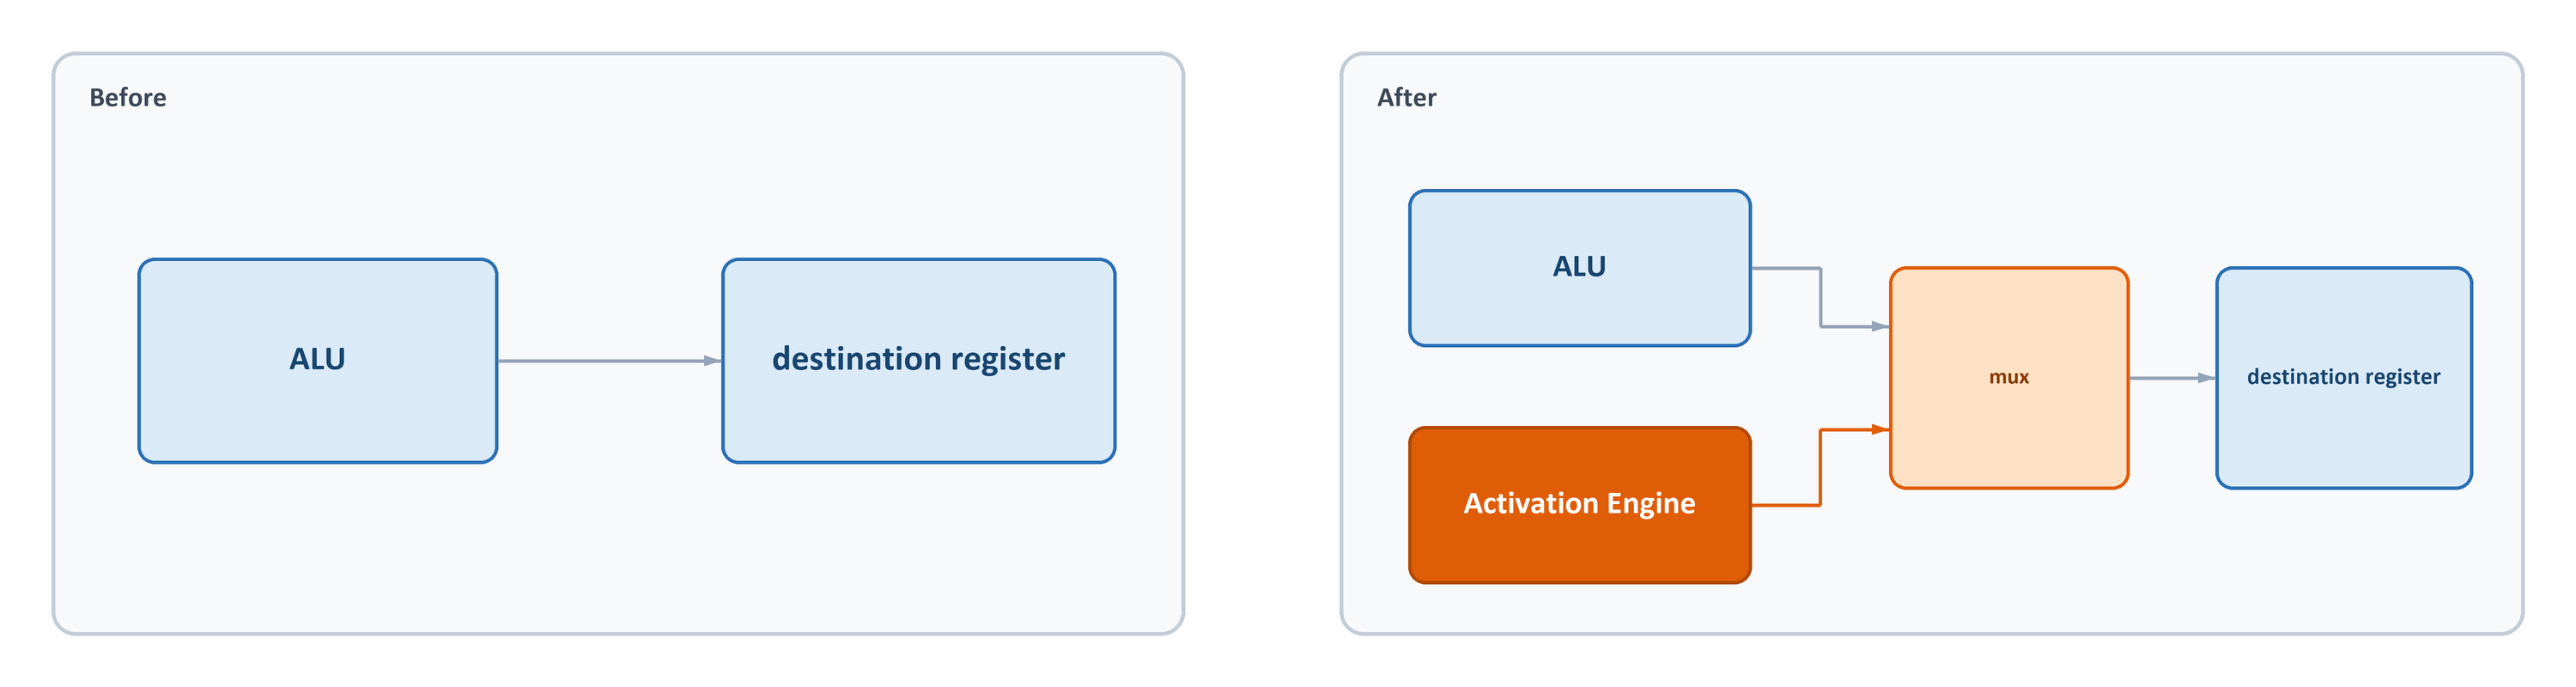 Before
ALU
destination register
After
ALU
Activation Engine
mux
destination register